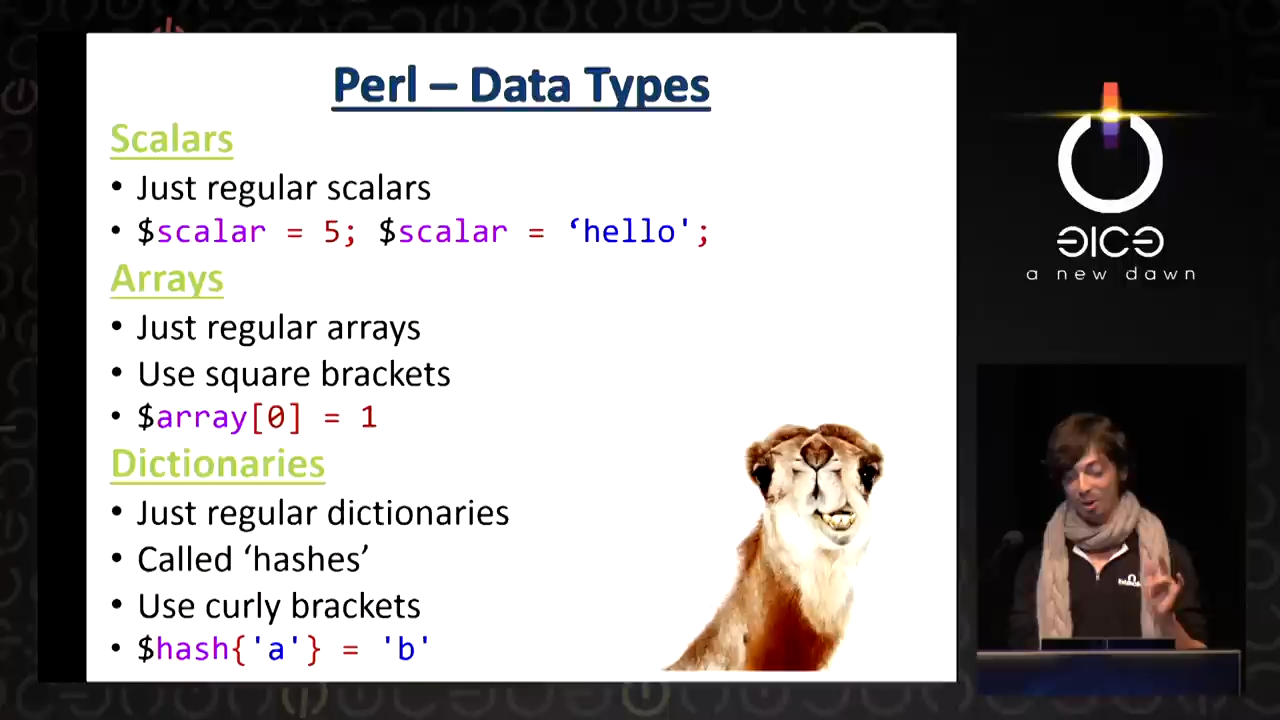 Perl – Data Types
Scalars
• Just regular scalars
• $scalar = 5; $scalar = ‘hello';
Arrays
• Just regular arrays
• Use square brackets
• $array[0] = 1
Dictionaries
• Just regular dictionaries
• Called ‘hashes’
• Use curly brackets
• $hash{'a'} = 'b'
a new dawn